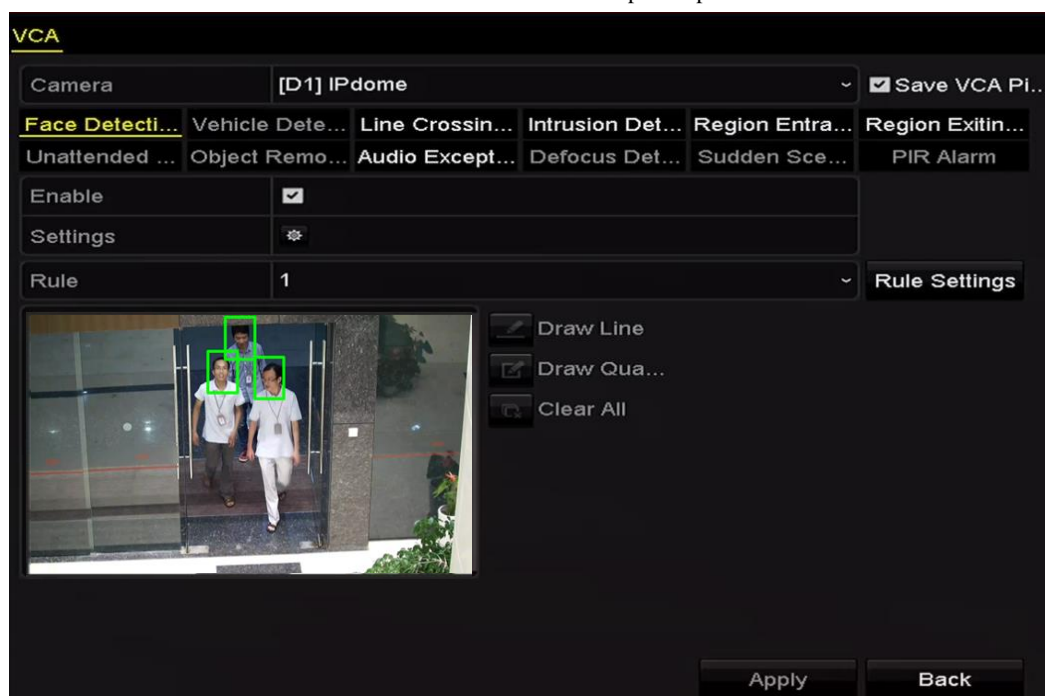 VCA
Camera [D1] IPdome Save VCA Pi..
Face Detecti... Vehicle Dete... Line Crossin... Intrusion Det... Region Entra... Region Exitin...
Unattended ... Object Remo... Audio Except... Defocus Det... Sudden Sce... PIR Alarm
Enable
Settings
Rule 1 Rule Settings
Draw Line
Draw Qua...
Clear All
Apply Back